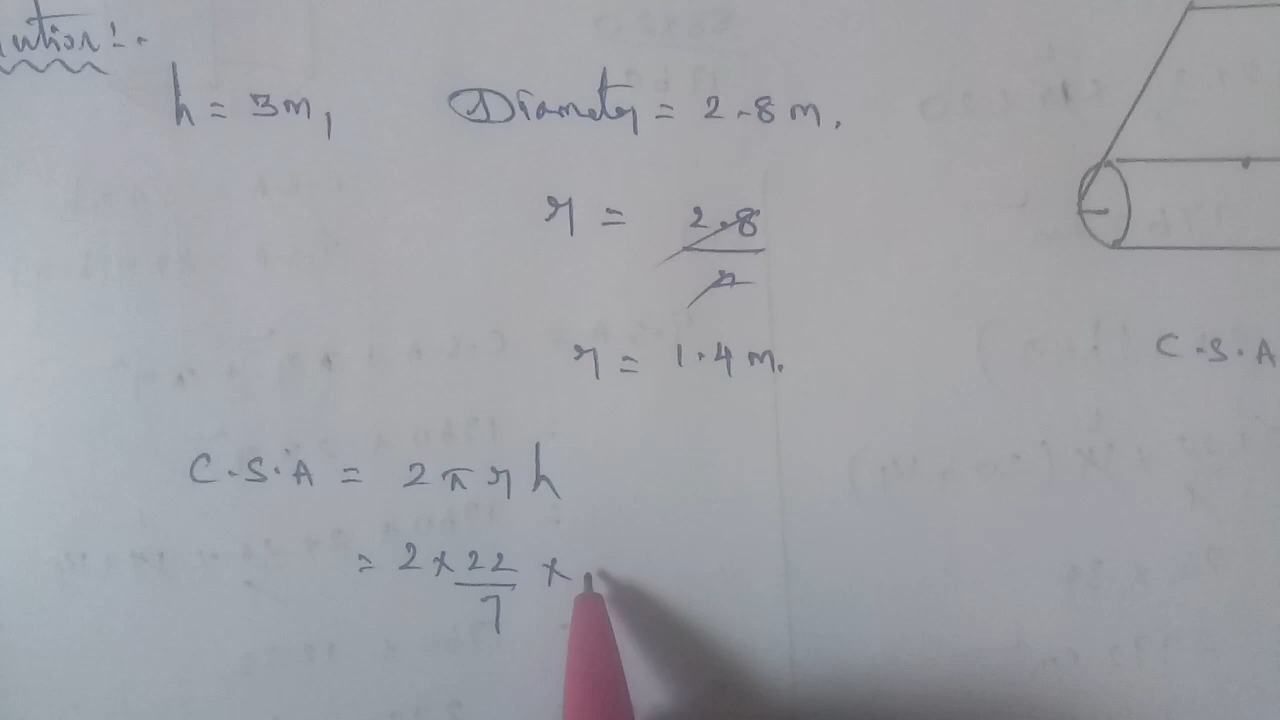 ution:-
h = 3m, Diameter = 2.8 m.
r = 2.8
2
r = 1.4 m.
C.S.A
C.S.A = 2πrh
= 2 × 22 ×
7